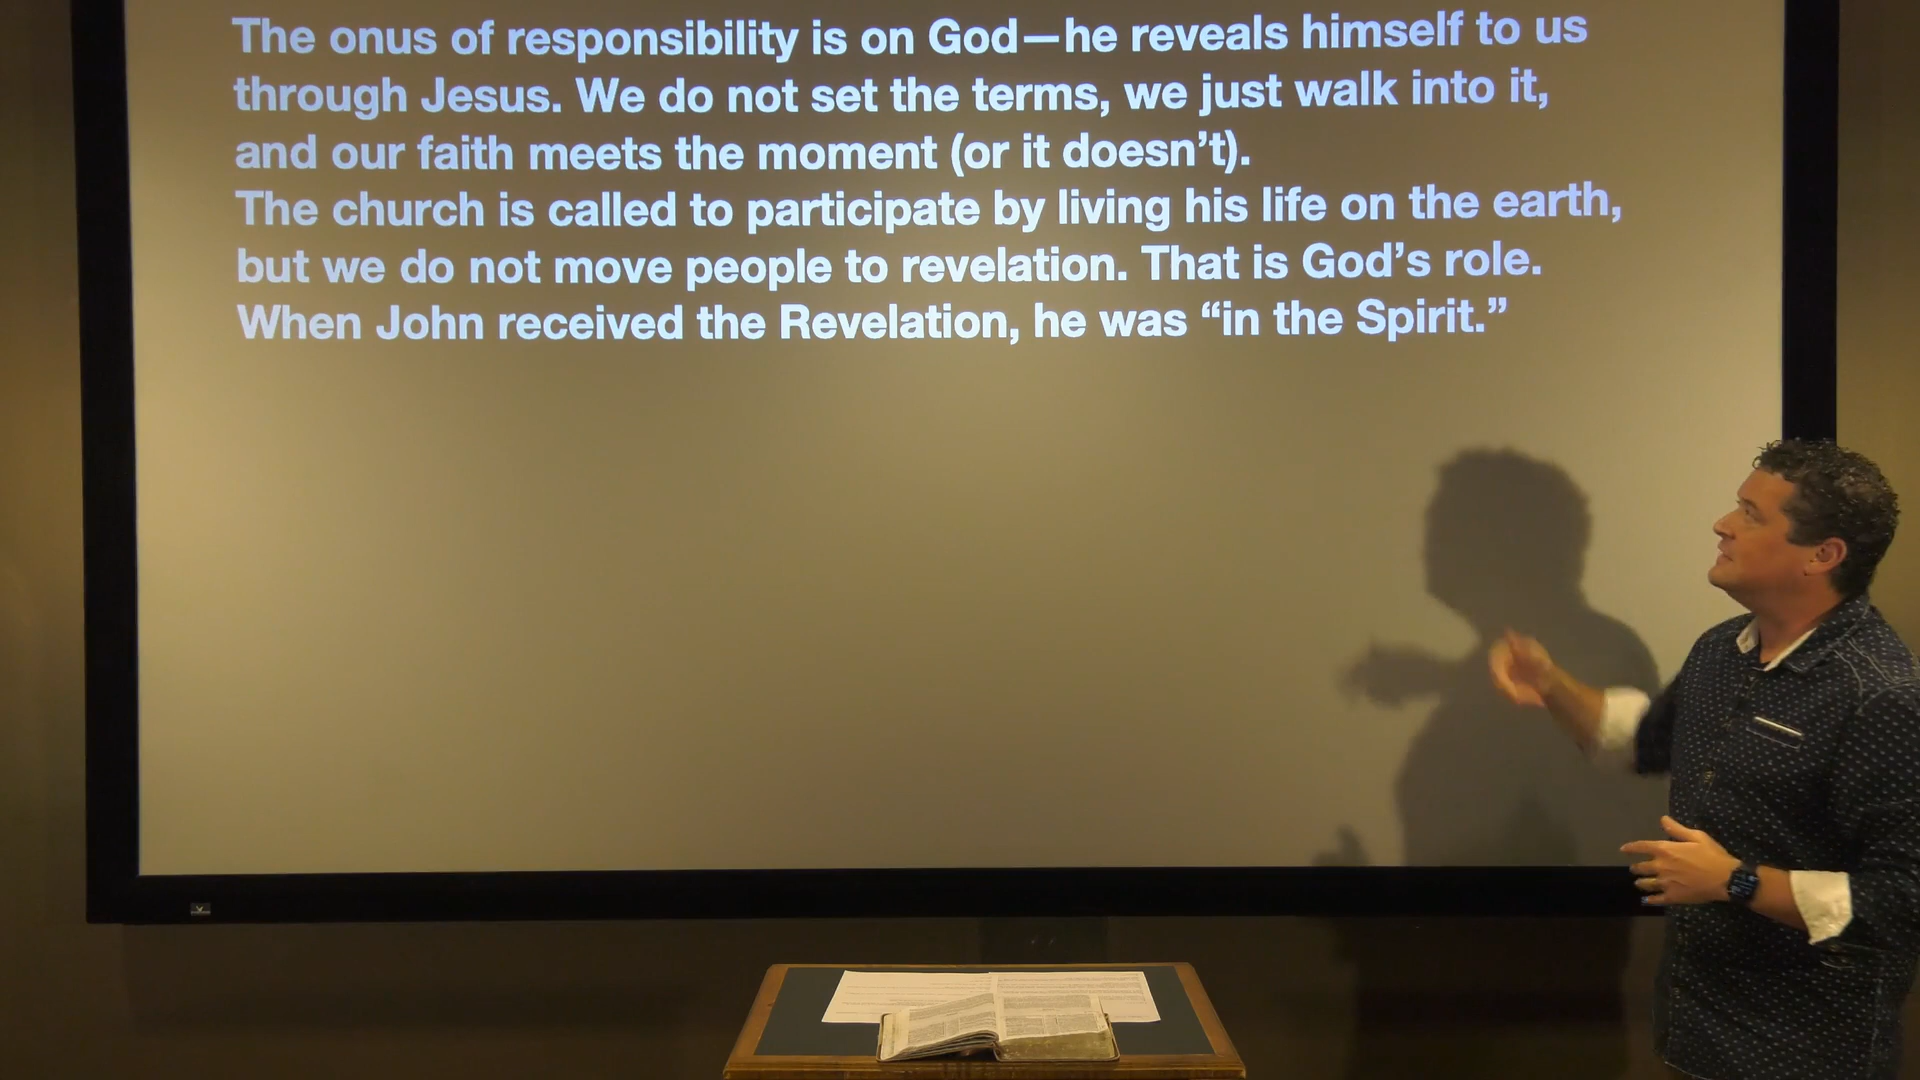 The onus of responsibility is on God—he reveals himself to us
through Jesus. We do not set the terms, we just walk into it,
and our faith meets the moment (or it doesn’t).
The church is called to participate by living his life on the earth,
but we do not move people to revelation. That is God’s role.
When John received the Revelation, he was “in the Spirit.”